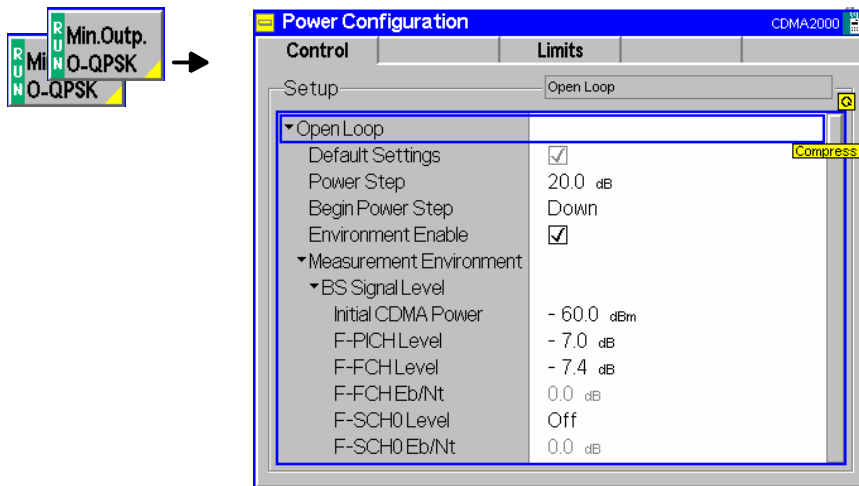 RUN Min.Outp.
O-QPSK
RUN Mi
O-QPSK
Power Configuration CDMA2000
Control Limits
Setup Open Loop
Open Loop
Compress
Default Settings
Power Step 20.0 dB
Begin Power Step Down
Environment Enable
Measurement Environment
BS Signal Level
Initial CDMA Power - 60.0 dBm
F-PICH Level - 7.0 dB
F-FCH Level - 7.4 dB
F-FCH Eb/Nt 0.0 dB
F-SCH0 Level Off
F-SCH0 Eb/Nt 0.0 dB